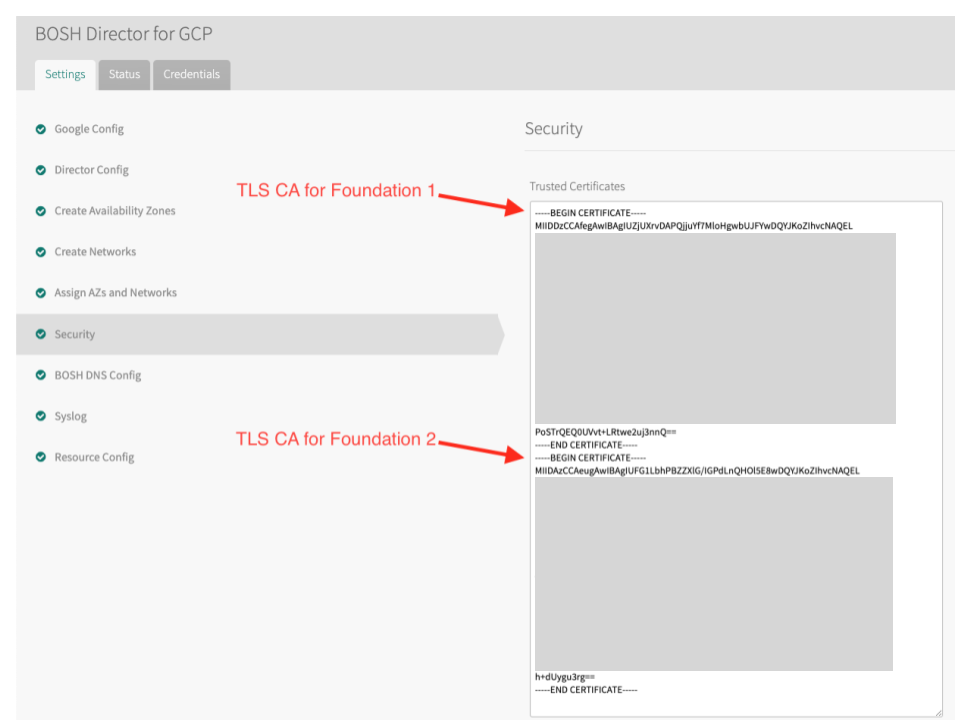 BOSH Director for GCP
Settings
Status
Credentials
Google Config
Director Config
Create Availability Zones
Create Networks
Assign AZs and Networks
Security
BOSH DNS Config
Syslog
Resource Config
Security
Trusted Certificates
TLS CA for Foundation 1
-----BEGIN CERTIFICATE-----
MIIDDzCCAfegAwIBAgIUZjUXrvDAPQjjuYf7MloHgwbUJFYwDQYJKoZIhvcNAQEL
PoSTrQEQ0UVvt+LRtwe2uj3nnQ==
-----END CERTIFICATE-----
TLS CA for Foundation 2
-----BEGIN CERTIFICATE-----
MIIDAzCCAeugAwIBAgIUFG1LbhPBZZXlG/IGPdLnQHOl5E8wDQYJKoZIhvcNAQEL
h+dUygu3rg==
-----END CERTIFICATE-----